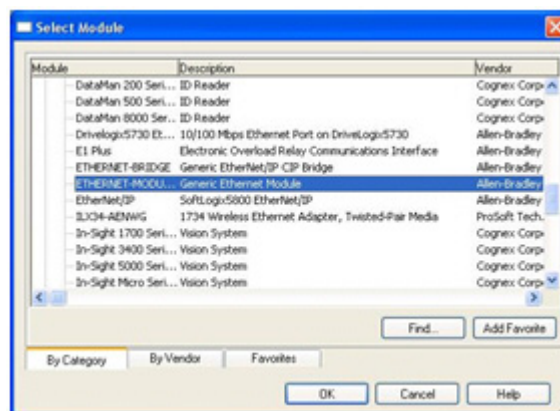 Select Module
Module Description Vendor
DataMan 200 Seri... ID Reader Cognex Corp
DataMan 500 Seri... ID Reader Cognex Corp
DataMan 8000 Ser... ID Reader Cognex Corp
Drivelogix5730 Et... 10/100 Mbps Ethernet Port on DriveLogix5730 Allen-Bradley
E1 Plus Electronic Overload Relay Communications Interface Allen-Bradley
ETHERNET-BRIDGE Generic EtherNet/IP CIP Bridge Allen-Bradley
ETHERNET-MODU... Generic Ethernet Module Allen-Bradley
EtherNet/IP SoftLogix5800 EtherNet/IP Allen-Bradley
ILX34-AENWG 1734 Wireless Ethernet Adapter, Twisted-Pair Media ProSoft Tech.
In-Sight 1700 Seri... Vision System Cognex Corp
In-Sight 3400 Seri... Vision System Cognex Corp
In-Sight 5000 Seri... Vision System Cognex Corp
In-Sight Micro Seri... Vision System Cognex Corp
Find... Add Favorite
By Category By Vendor Favorites
OK Cancel Help